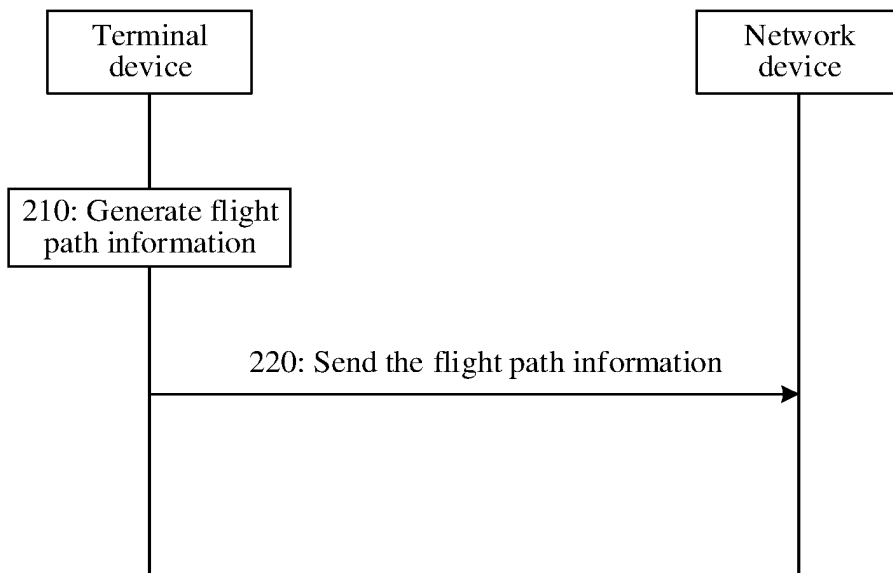 Terminal
device
Network
device
210: Generate flight
path information
220: Send the flight path information